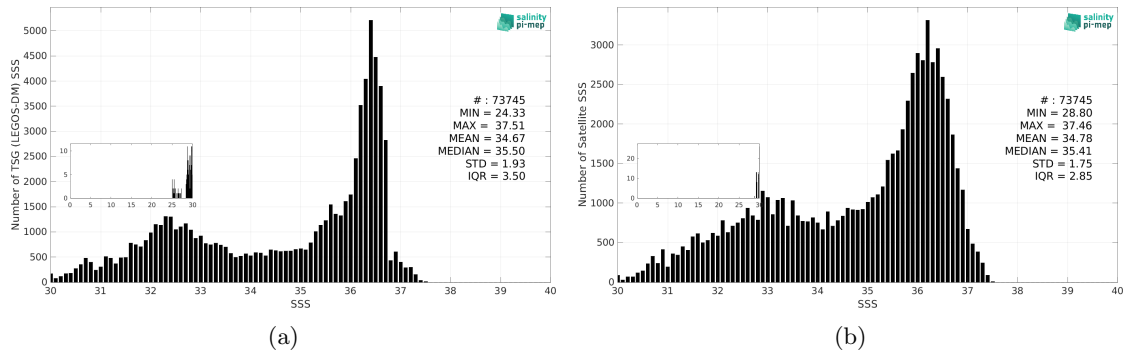 salinity
pi-mep
Number of TSG (LEGOS-DM) SSS
5000
4500
4000
3500
3000
2500
2000
1500
1000
500
0
# : 73745
MIN = 24.33
MAX = 37.51
MEAN = 34.67
MEDIAN = 35.50
STD = 1.93
IQR = 3.50
10
5
0
0 5 10 15 20 25 30
30 31 32 33 34 35 36 37 38 39 40
SSS
(a)
salinity
pi-mep
Number of Satellite SSS
3000
2500
2000
1500
1000
500
0
# : 73745
MIN = 28.80
MAX = 37.46
MEAN = 34.78
MEDIAN = 35.41
STD = 1.75
IQR = 2.85
20
10
0
0 5 10 15 20 25 30
30 31 32 33 34 35 36 37 38 39 40
SSS
(b)